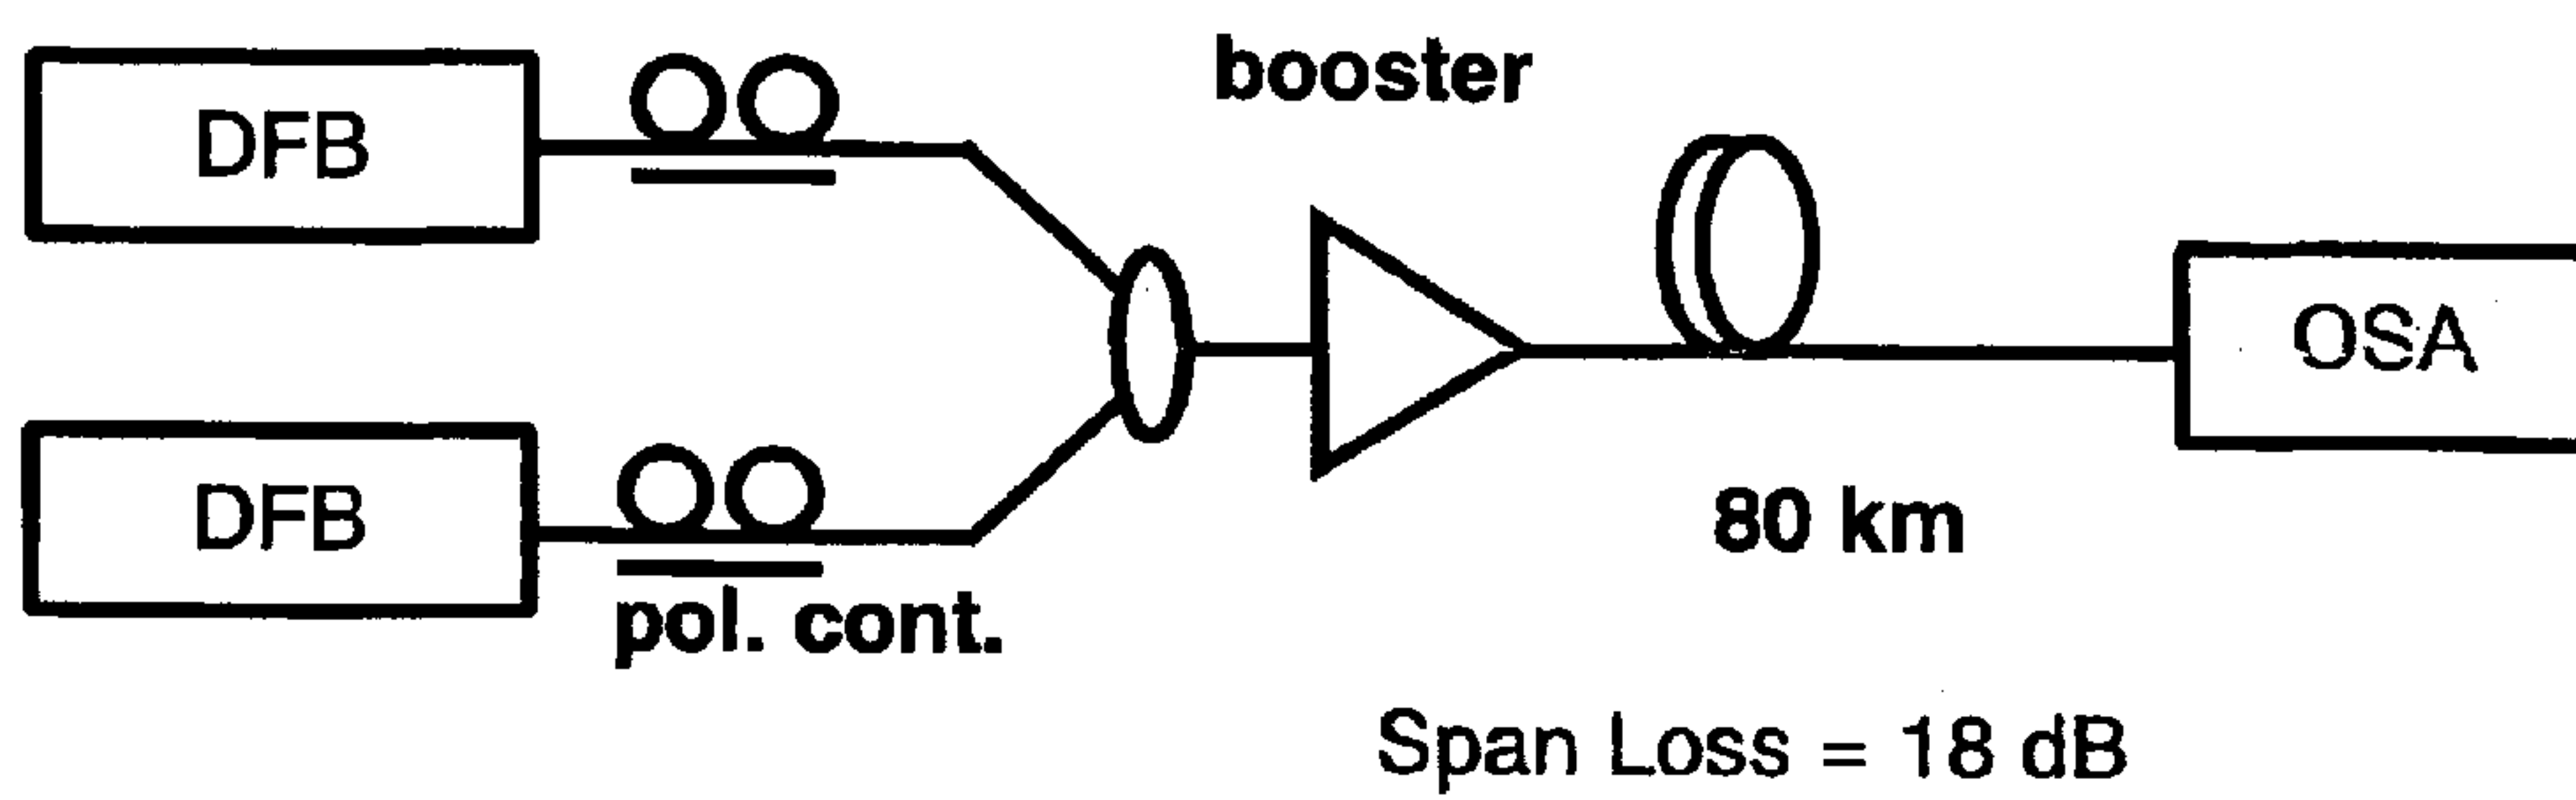 DFB
booster
OSA
DFB
80 km
pol. cont.
Span Loss = 18 dB